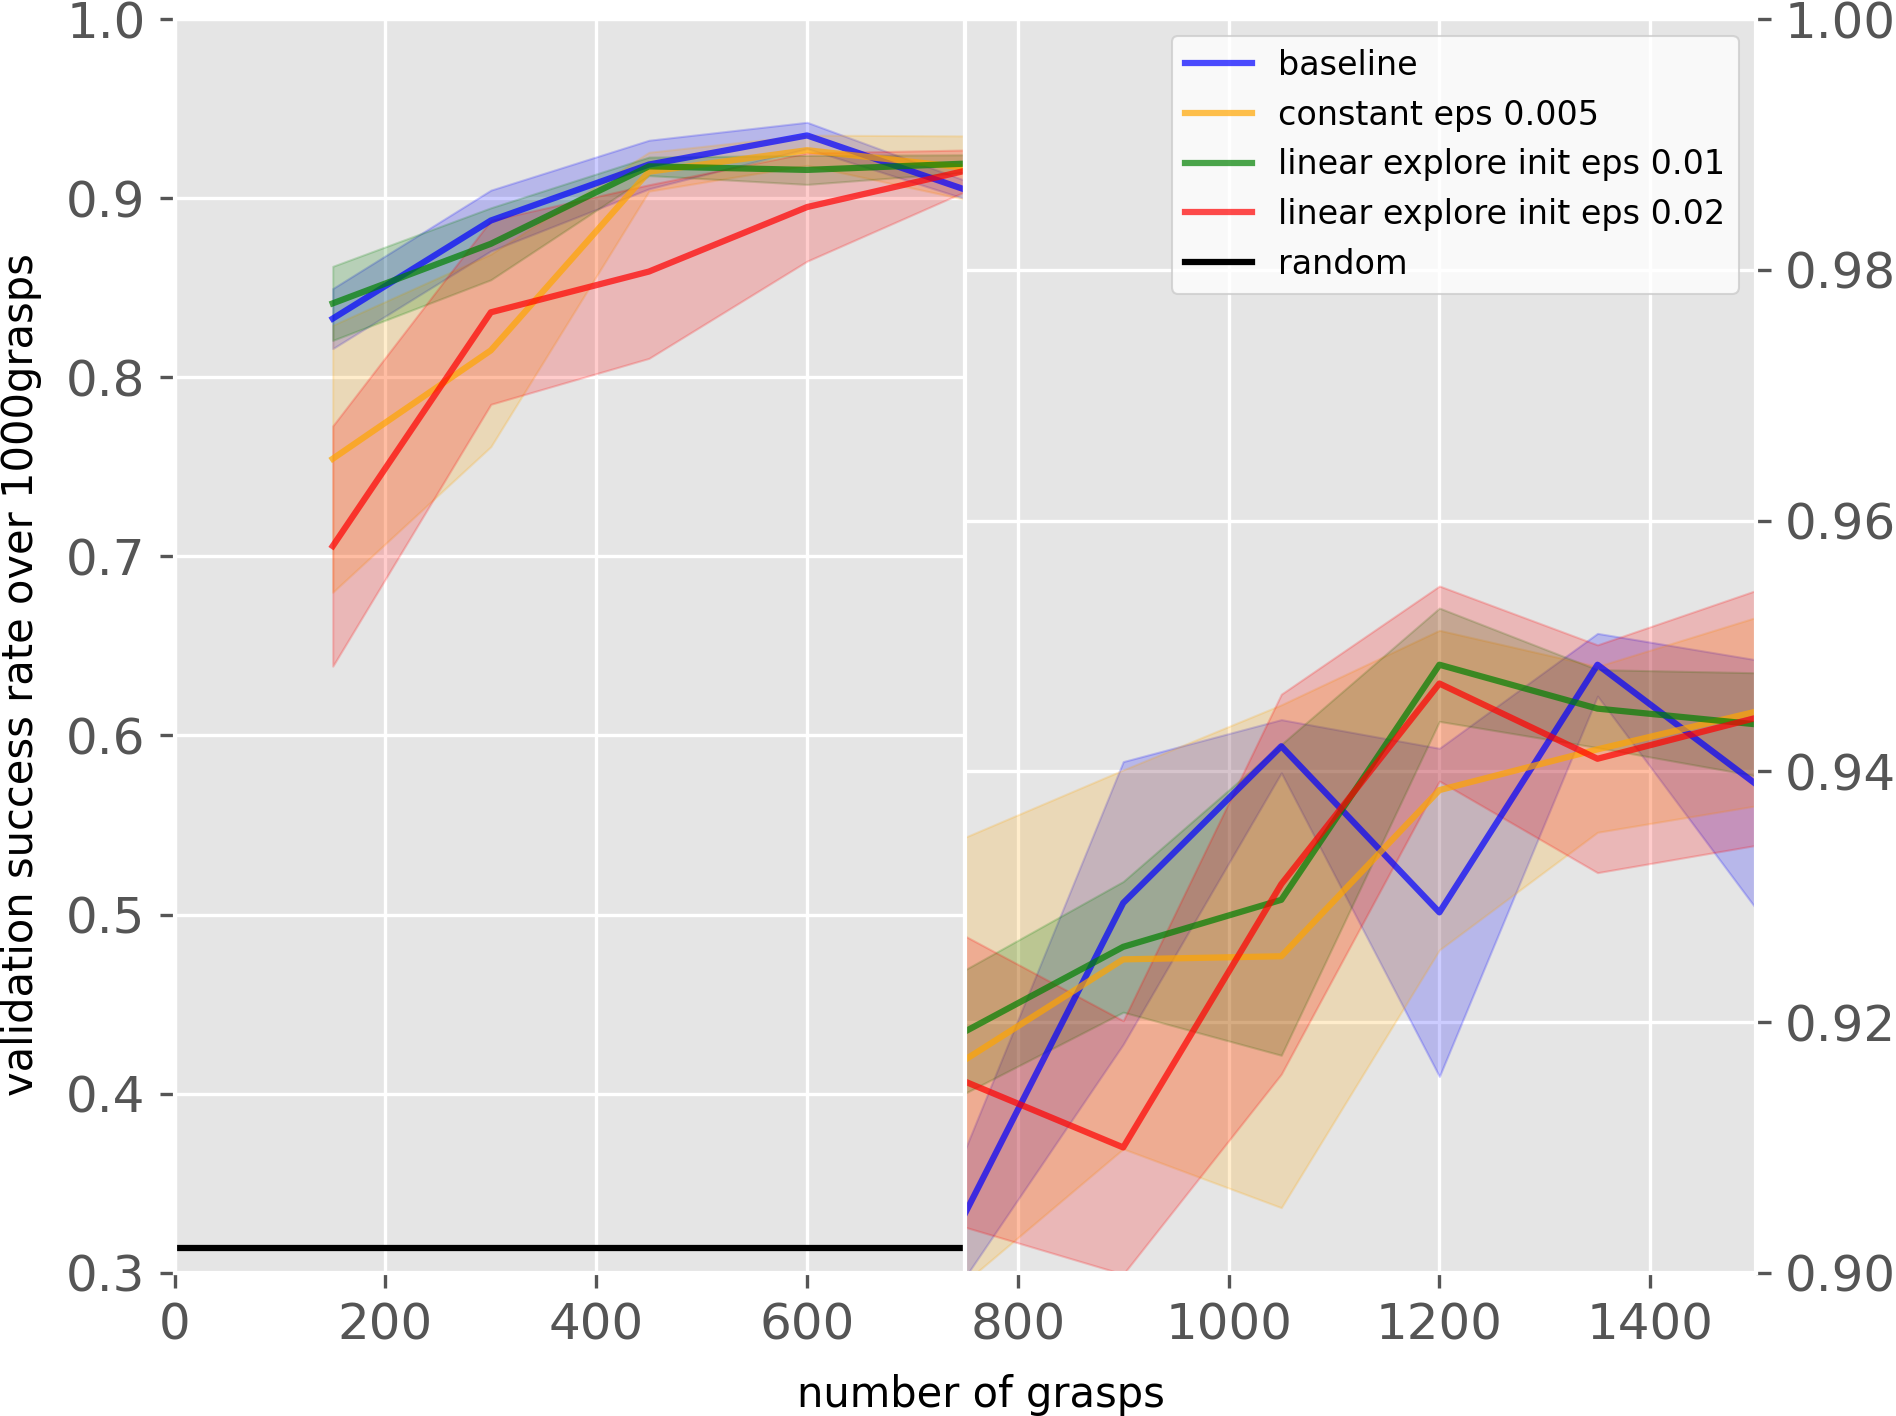 validation success rate over 1000grasps
1.0
0.9
0.8
0.7
0.6
0.5
0.4
0.3
baseline
constant eps 0.005
linear explore init eps 0.01
linear explore init eps 0.02
random
1.00
0.98
0.96
0.94
0.92
0.90
0 200 400 600 800 1000 1200 1400
number of grasps